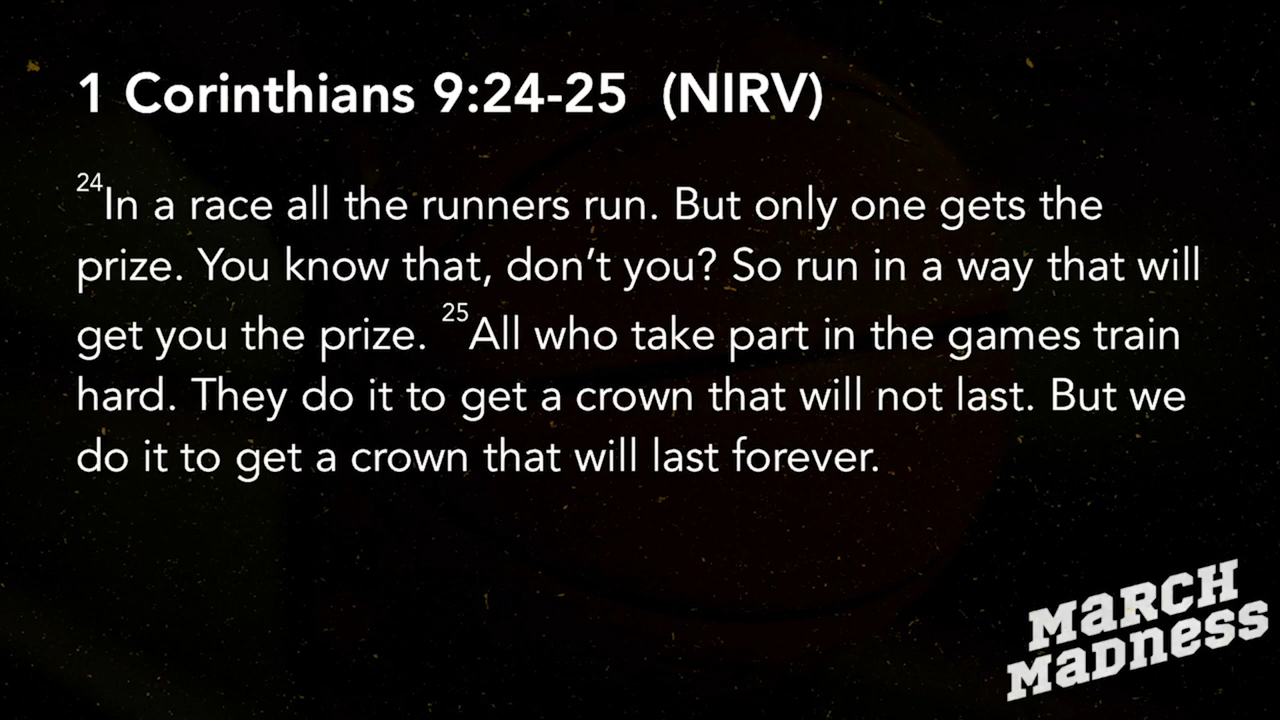 1 Corinthians 9:24-25 (NIRV)
24In a race all the runners run. But only one gets the
prize. You know that, don’t you? So run in a way that will
get you the prize. 25All who take part in the games train
hard. They do it to get a crown that will not last. But we
do it to get a crown that will last forever.
MaRCH
MaDness